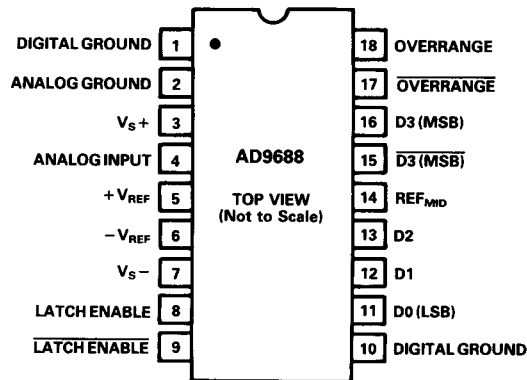 DIGITAL GROUND 1
ANALOG GROUND 2
VS+ 3
ANALOG INPUT 4
+VREF 5
−VREF 6
VS− 7
LATCH ENABLE 8
LATCH ENABLE 9
AD9688
TOP VIEW
(Not to Scale)
18 OVERRANGE
17 OVERRANGE
16 D3 (MSB)
15 D3 (MSB)
14 REFMID
13 D2
12 D1
11 D0 (LSB)
10 DIGITAL GROUND